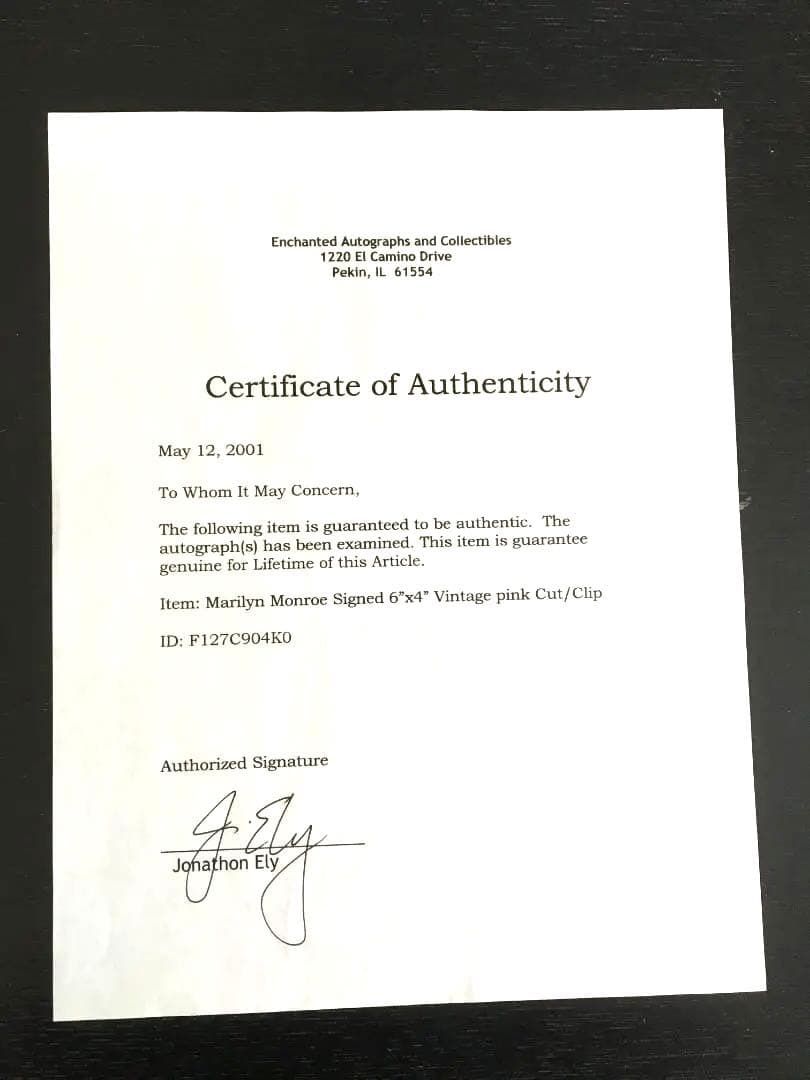 Enchanted Autographs and Collectibles
1220 El Camino Drive
Pekin, IL 61554
Certificate of Authenticity
May 12, 2001
To Whom It May Concern,
The following item is guaranteed to be authentic. The
autograph(s) has been examined. This item is guarantee
genuine for Lifetime of this Article.
Item: Marilyn Monroe Signed 6”x4” Vintage pink Cut/Clip
ID: F127C904K0
Authorized Signature
J. Ely
Jonathon Ely